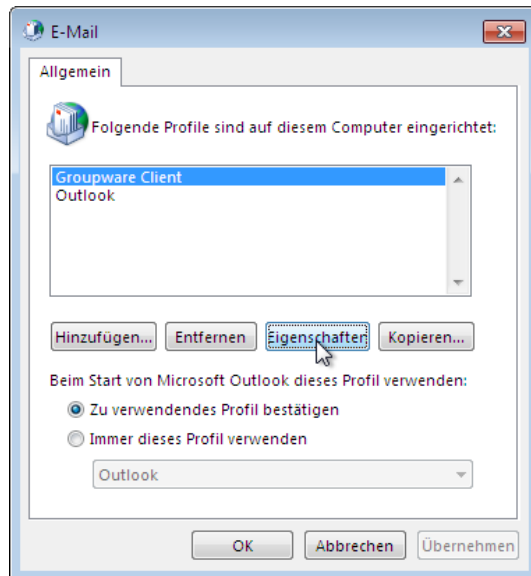 E-Mail
Allgemein
Folgende Profile sind auf diesem Computer eingerichtet:
Groupware Client
Outlook
Hinzufügen... Entfernen Eigenschaften Kopieren...
Beim Start von Microsoft Outlook dieses Profil verwenden:
Zu verwendendes Profil bestätigen
Immer dieses Profil verwenden
Outlook
OK Abbrechen Übernehmen